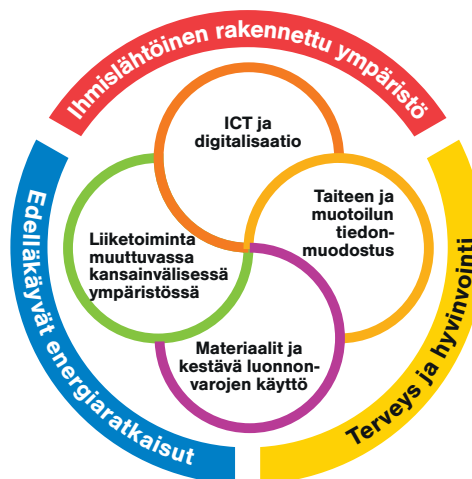 Ihmislähtöinen rakennettu ympäristö
ICT ja
digitalisaatio
Taiteen ja
muotoilun
tiedon-
muodostus
Liiketoiminta
muuttuvassa
kansainvälisessä
ympäristössä
Materiaalit ja
kestävä luonnon-
varojen käyttö
Edelläkäyvät energiaratkaisut
Terveys ja hyvinvointi